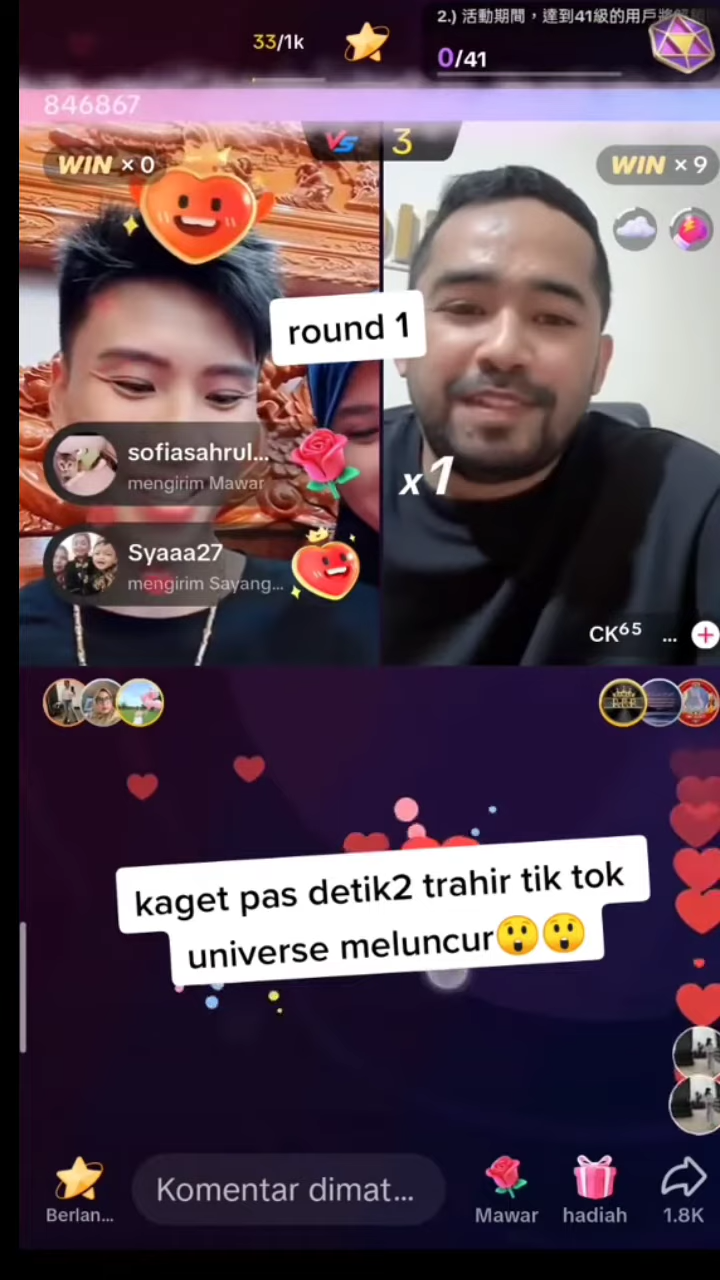 2.) 活動期間，達到41級的用戶將
33/1k
0/41
846867
WIN × 0
VS
3
WIN × 9
round 1
sofiasahrul...
mengirim Mawar
x1
Syaaa27
mengirim Sayang...
CK65 ...
kaget pas detik2 trahir tik tok
universe meluncur😲😲
Berlan...
Komentar dimat...
Mawar
hadiah
1.8K